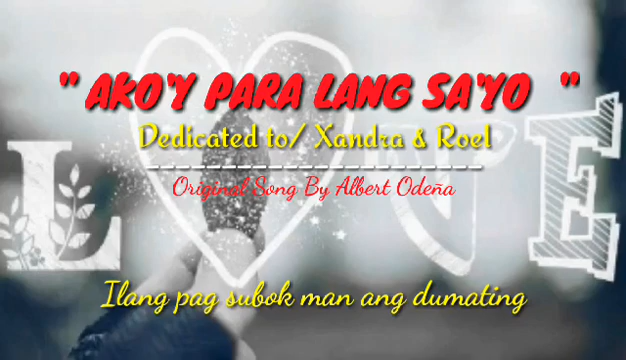 " AKO'Y PARA LANG SA'YO "
Dedicated to/ Xandra & Roel
Original Song By Albert Odeña
L VE
Ilang pag subok man ang dumating